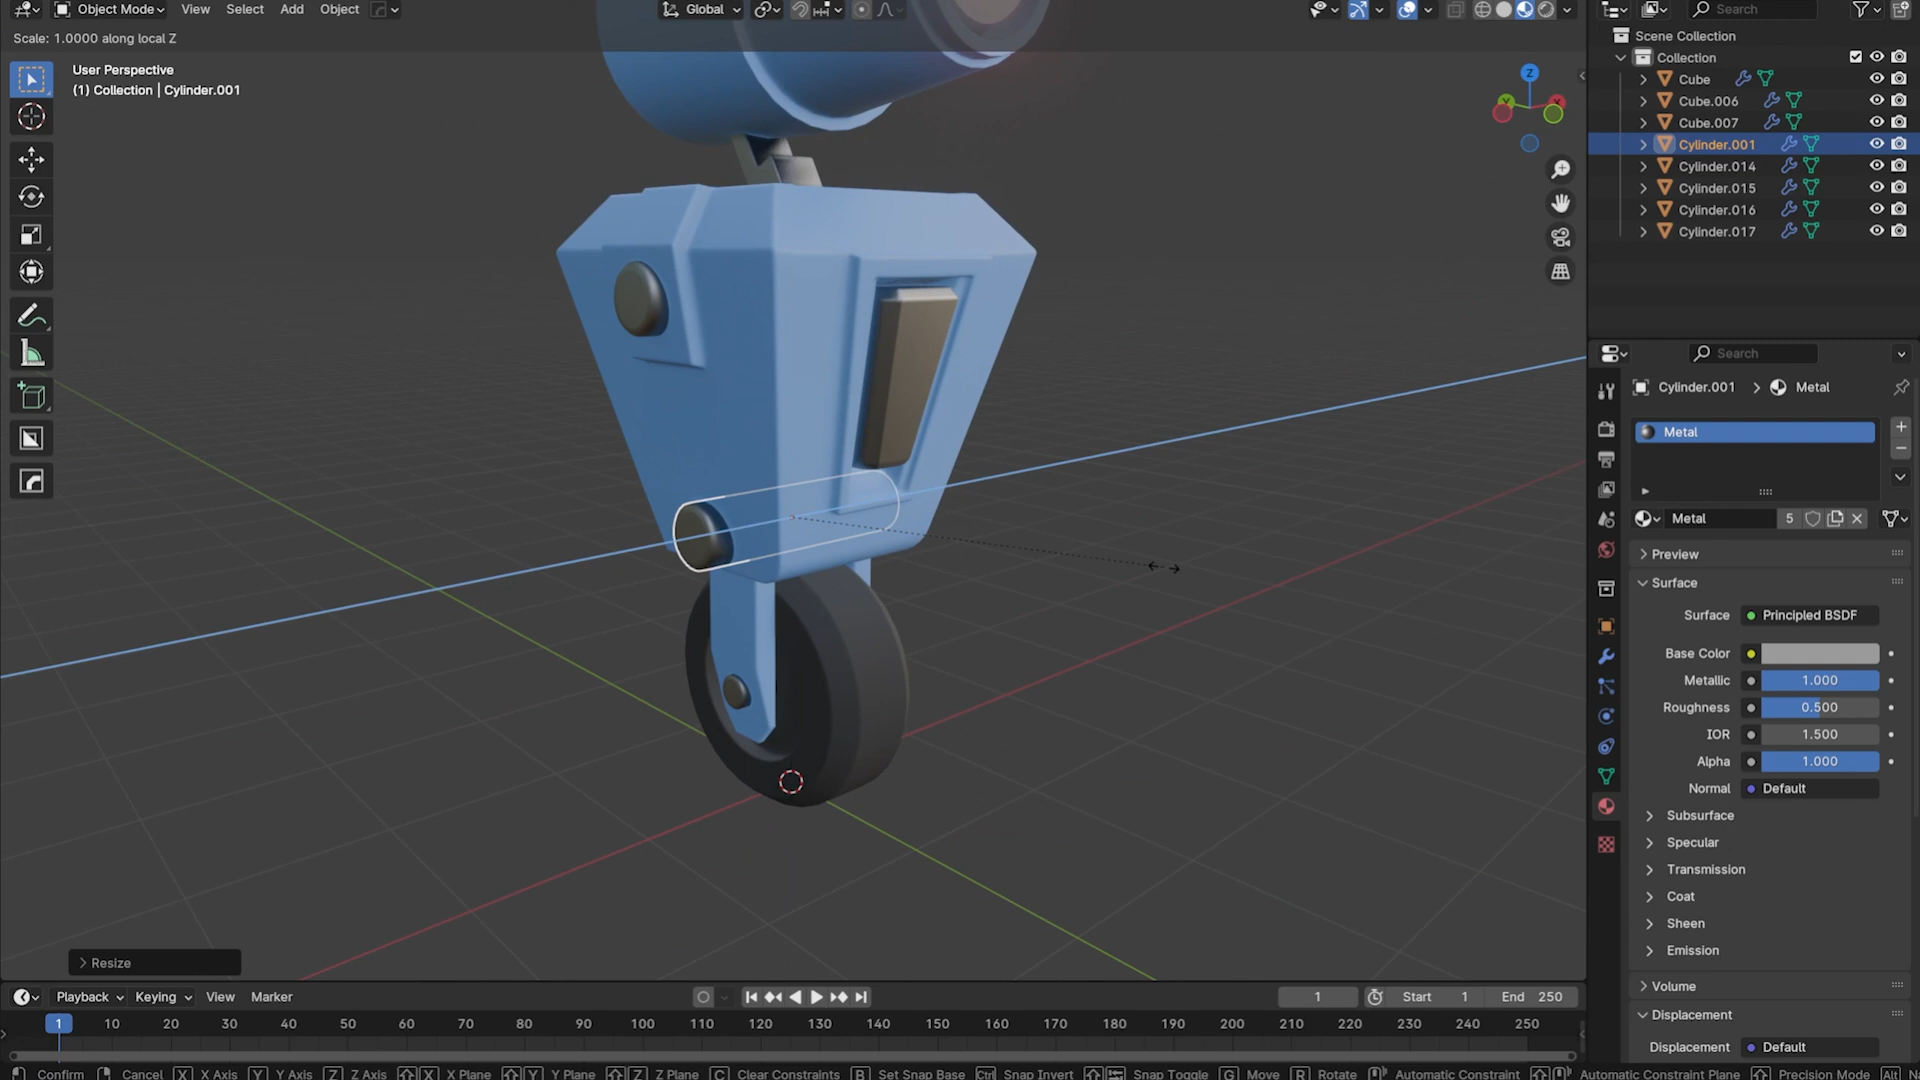 Object Mode View Select Add Object Global Search
Scale: 1.0000 along local Z
User Perspective
(1) Collection | Cylinder.001
Z
Y
X
Scene Collection
Collection
Cube
Cube.006
Cube.007
Cylinder.001
Cylinder.014
Cylinder.015
Cylinder.016
Cylinder.017
Search
Cylinder.001 > Metal
Metal
Metal 5
Preview
Surface
Surface Principled BSDF
Base Color
Metallic 1.000
Roughness 0.500
IOR 1.500
Alpha 1.000
Normal Default
Subsurface
Specular
Transmission
Coat
Sheen
Emission
Volume
Displacement
Displacement Default
Resize
Playback Keying View Marker 1 Start 1 End 250
1 10 20 30 40 50 60 70 80 90 100 110 120 130 140 150 160 170 180 190 200 210 220 230 240 250
Confirm Cancel X X Axis Y Y Axis Z Z Axis X X Plane Y Y Plane Z Z Plane C Clear Constraints B Set Snap Base Ctrl Snap Invert Snap Toggle G Move R Rotate Automatic Constraint Automatic Constraint Plane Precision Mode Alt